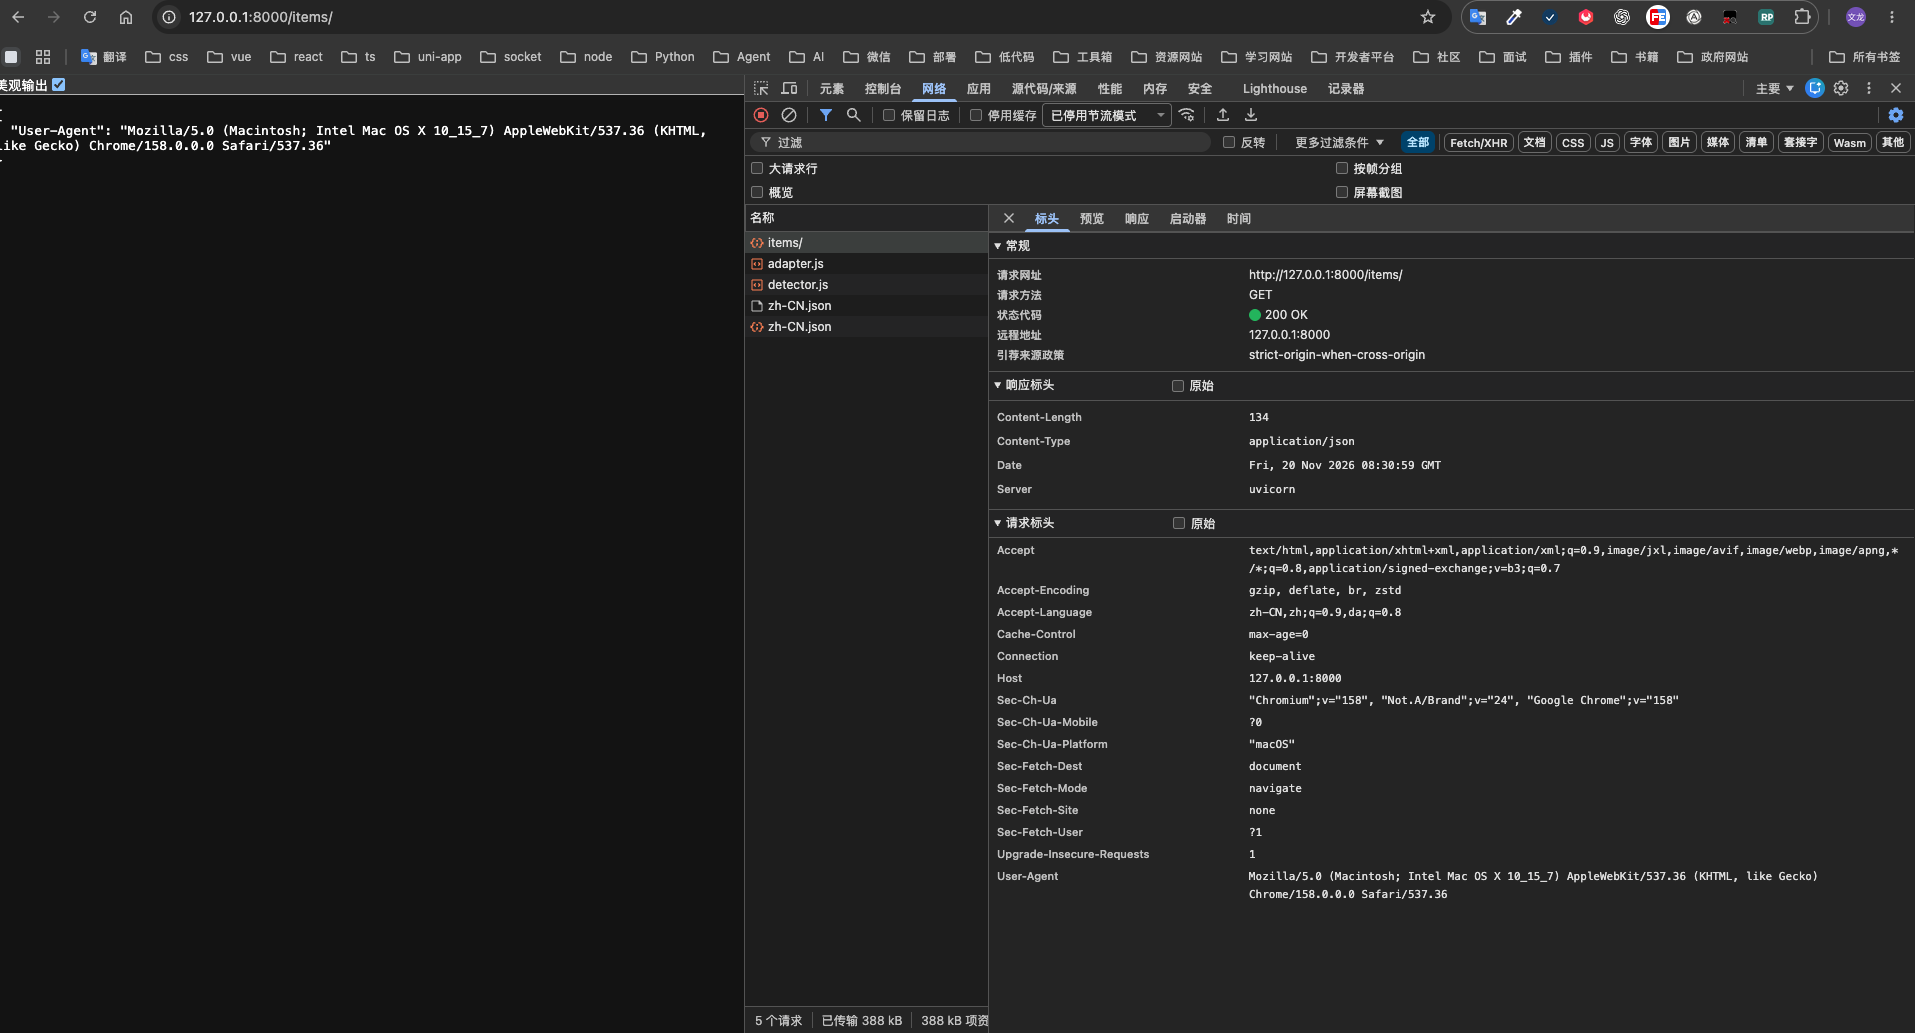 127.0.0.1:8000/items/
文龙
翻译 css vue react ts uni-app socket node Python Agent AI 微信 部署 低代码 工具箱 资源网站 学习网站 开发者平台 社区 面试 插件 书籍 政府网站 所有书签
美观输出
"User-Agent": "Mozilla/5.0 (Macintosh; Intel Mac OS X 10_15_7) AppleWebKit/537.36 (KHTML,
like Gecko) Chrome/158.0.0.0 Safari/537.36"
元素 控制台 网络 应用 源代码/来源 性能 内存 安全 Lighthouse 记录器 主要
保留日志 停用缓存 已停用节流模式
过滤 反转 更多过滤条件 全部 Fetch/XHR 文档 CSS JS 字体 图片 媒体 清单 套接字 Wasm 其他
大请求行 按帧分组
概览 屏幕截图
名称
items/
adapter.js
detector.js
zh-CN.json
zh-CN.json
标头 预览 响应 启动器 时间
常规
请求网址 http://127.0.0.1:8000/items/
请求方法 GET
状态代码 200 OK
远程地址 127.0.0.1:8000
引荐来源政策 strict-origin-when-cross-origin
响应标头 原始
Content-Length 134
Content-Type application/json
Date Fri, 20 Nov 2026 08:30:59 GMT
Server uvicorn
请求标头 原始
Accept text/html,application/xhtml+xml,application/xml;q=0.9,image/jxl,image/avif,image/webp,image/apng,*
/*;q=0.8,application/signed-exchange;v=b3;q=0.7
Accept-Encoding gzip, deflate, br, zstd
Accept-Language zh-CN,zh;q=0.9,da;q=0.8
Cache-Control max-age=0
Connection keep-alive
Host 127.0.0.1:8000
Sec-Ch-Ua "Chromium";v="158", "Not.A/Brand";v="24", "Google Chrome";v="158"
Sec-Ch-Ua-Mobile ?0
Sec-Ch-Ua-Platform "macOS"
Sec-Fetch-Dest document
Sec-Fetch-Mode navigate
Sec-Fetch-Site none
Sec-Fetch-User ?1
Upgrade-Insecure-Requests 1
User-Agent Mozilla/5.0 (Macintosh; Intel Mac OS X 10_15_7) AppleWebKit/537.36 (KHTML, like Gecko)
Chrome/158.0.0.0 Safari/537.36
5 个请求 已传输 388 kB 388 kB 项资